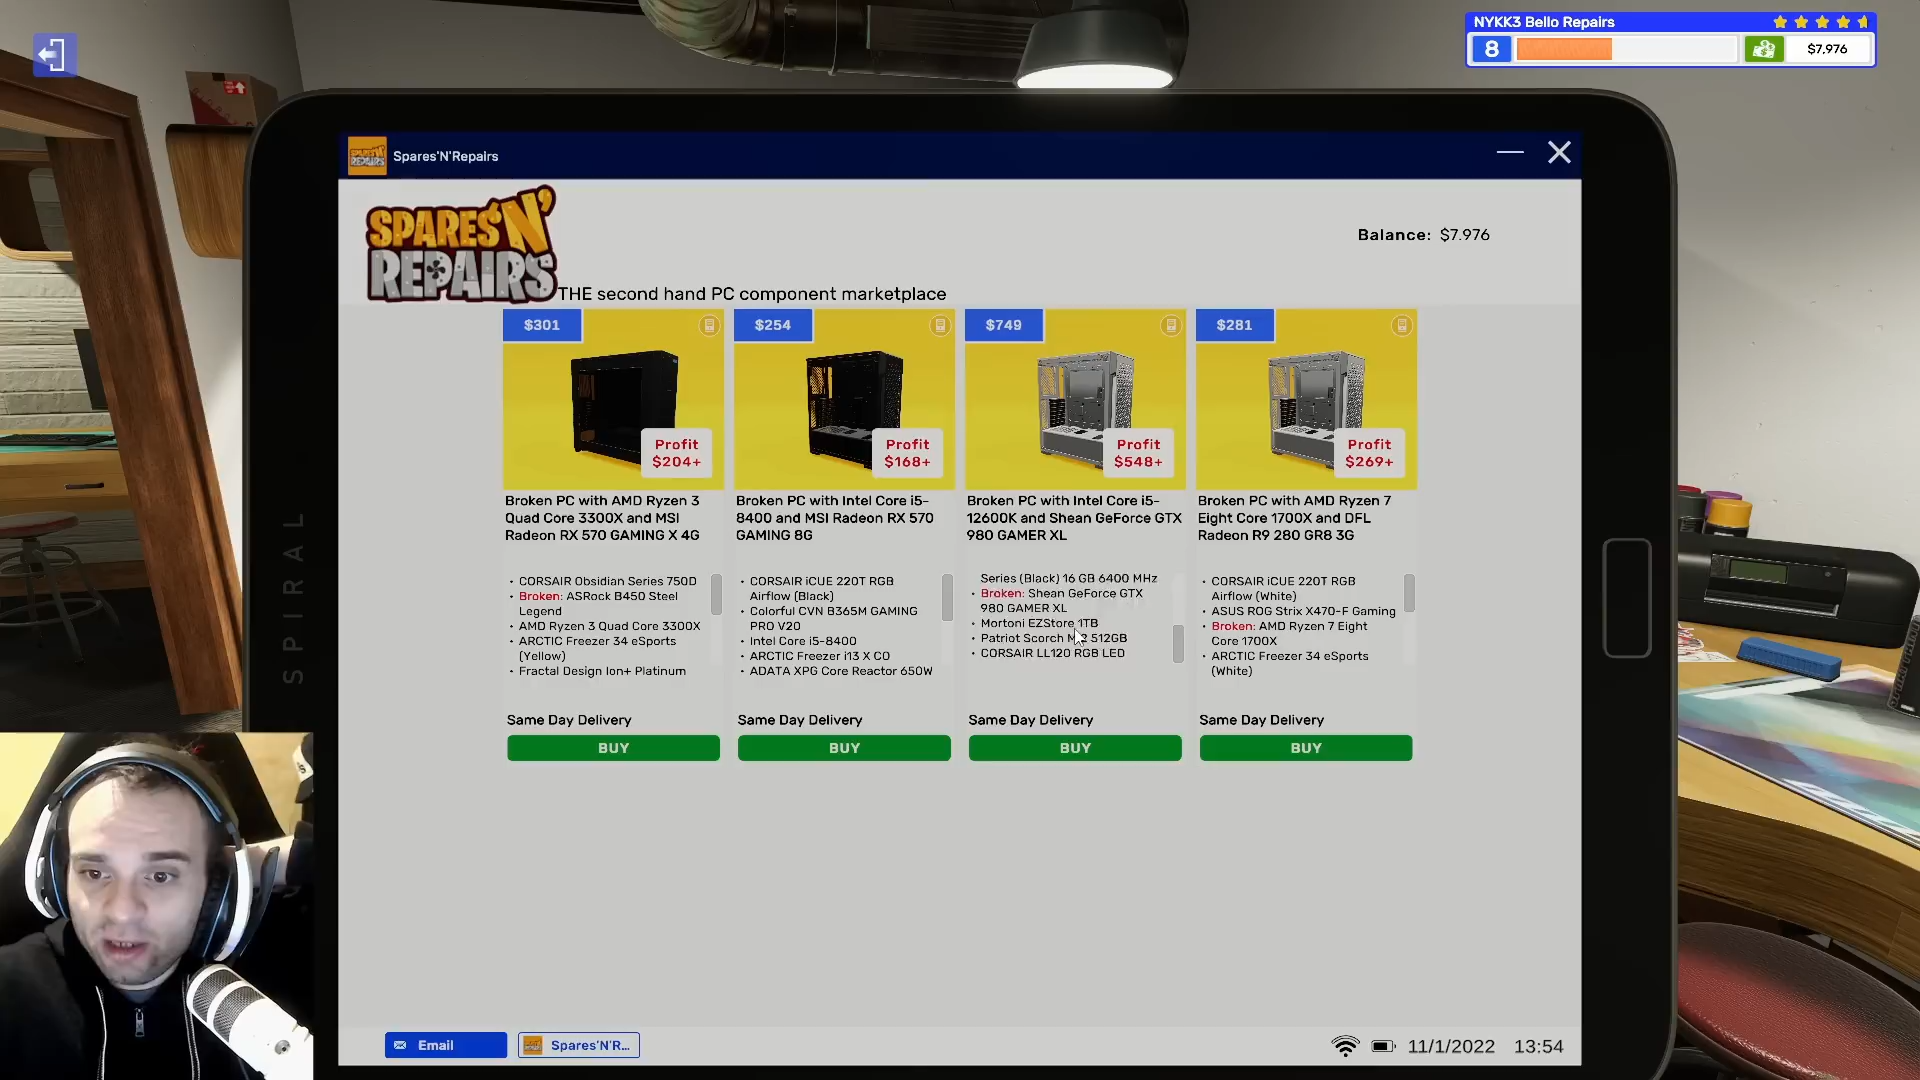 NYKK3 Bello Repairs
8
$7,976
Spares'N'Repairs
SPARES 'N' REPAIRS
Balance: $7,976
THE second hand PC component marketplace
$301
Profit
$204+
Broken PC with AMD Ryzen 3
Quad Core 3300X and MSI
Radeon RX 570 GAMING X 4G
• CORSAIR Obsidian Series 750D
• Broken: ASRock B450 Steel
Legend
• AMD Ryzen 3 Quad Core 3300X
• ARCTIC Freezer 34 eSports
(Yellow)
• Fractal Design Ion+ Platinum
Same Day Delivery
BUY
$254
Profit
$168+
Broken PC with Intel Core i5-
8400 and MSI Radeon RX 570
GAMING 8G
• CORSAIR iCUE 220T RGB
Airflow (Black)
• Colorful CVN B365M GAMING
PRO V20
• Intel Core i5-8400
• ARCTIC Freezer i13 X CO
• ADATA XPG Core Reactor 650W
Same Day Delivery
BUY
$749
Profit
$548+
Broken PC with Intel Core i5-
12600K and Shean GeForce GTX
980 GAMER XL
Series (Black) 16 GB 6400 MHz
• Broken: Shean GeForce GTX
980 GAMER XL
• Mortoni EZStore 1TB
• Patriot Scorch M.2 512GB
• CORSAIR LL120 RGB LED
Same Day Delivery
BUY
$281
Profit
$269+
Broken PC with AMD Ryzen 7
Eight Core 1700X and DFL
Radeon R9 280 GR8 3G
• CORSAIR iCUE 220T RGB
Airflow (White)
• ASUS ROG Strix X470-F Gaming
• Broken: AMD Ryzen 7 Eight
Core 1700X
• ARCTIC Freezer 34 eSports
(White)
Same Day Delivery
BUY
SPIRAL
Email
Spares'N'R...
11/1/2022
13:54